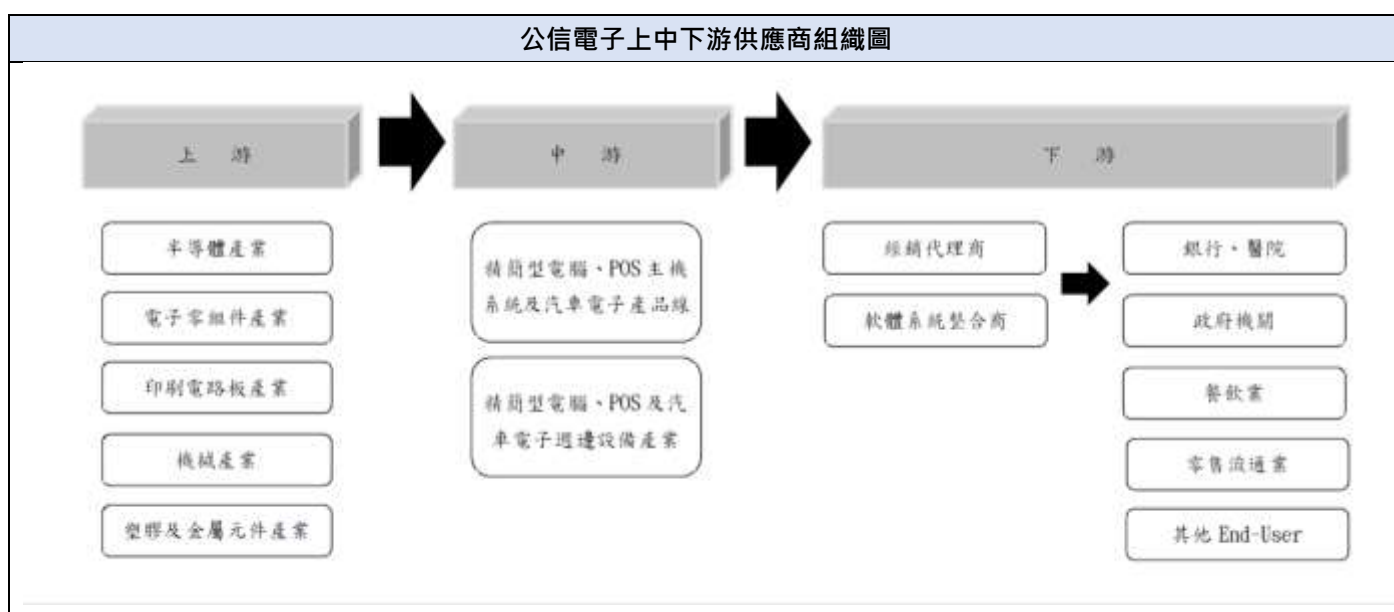 公信電子上中下游供應商組織圖
上 游
中 游
下 游
半導體產業
電子零組件產業
印刷電路板產業
機械產業
塑膠及金屬元件產業
精簡型電腦、POS 主機
系統及汽車電子產品線
精簡型電腦、POS 及汽
車電子週邊設備產業
經銷代理商
軟體系統整合商
銀行、醫院
政府機關
餐飲業
零售流通業
其他 End-User